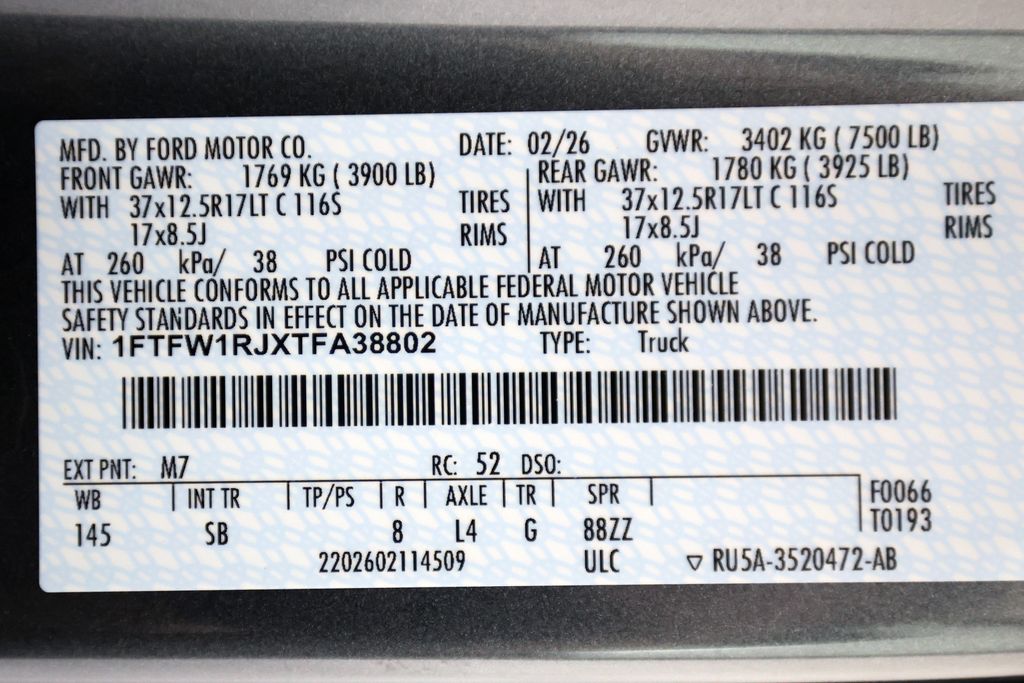 MFD. BY FORD MOTOR CO. DATE: 02/26 GVWR: 3402 KG ( 7500 LB)
FRONT GAWR: 1769 KG ( 3900 LB) REAR GAWR: 1780 KG ( 3925 LB)
WITH 37x12.5R17LT C 116S TIRES WITH 37x12.5R17LT C 116S TIRES
17x8.5J RIMS 17x8.5J RIMS
AT 260 kPa/ 38 PSI COLD AT 260 kPa/ 38 PSI COLD
THIS VEHICLE CONFORMS TO ALL APPLICABLE FEDERAL MOTOR VEHICLE
SAFETY STANDARDS IN EFFECT ON THE DATE OF MANUFACTURE SHOWN ABOVE.
VIN: 1FTFW1RJXTFA38802 TYPE: Truck
EXT PNT: M7 RC: 52 DSO:
WB INT TR TP/PS R AXLE TR SPR F0066
145 SB 8 L4 G 88ZZ T0193
2202602114509 ULC ▽ RU5A-3520472-AB